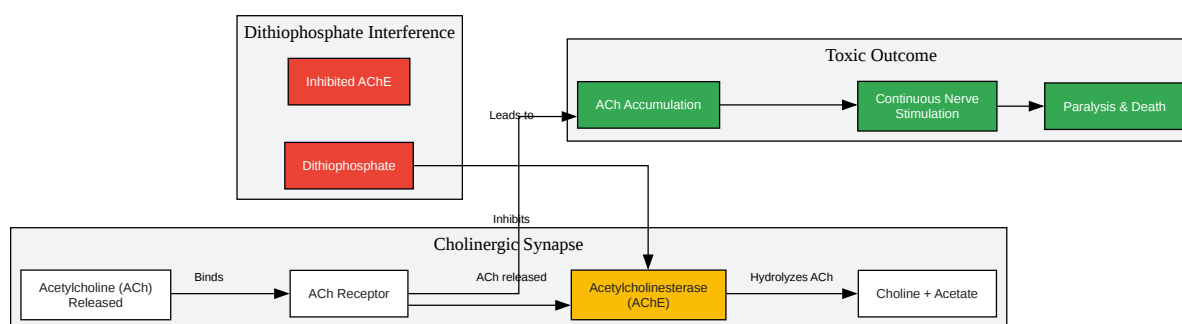 Dithiophosphate Interference
Inhibited AChE
Dithiophosphate
Toxic Outcome
ACh Accumulation
Continuous Nerve
Stimulation
Paralysis & Death
Leads to
Inhibits
Cholinergic Synapse
Acetylcholine (ACh)
Released
Binds
ACh Receptor
ACh released
Acetylcholinesterase
(AChE)
Hydrolyzes ACh
Choline + Acetate